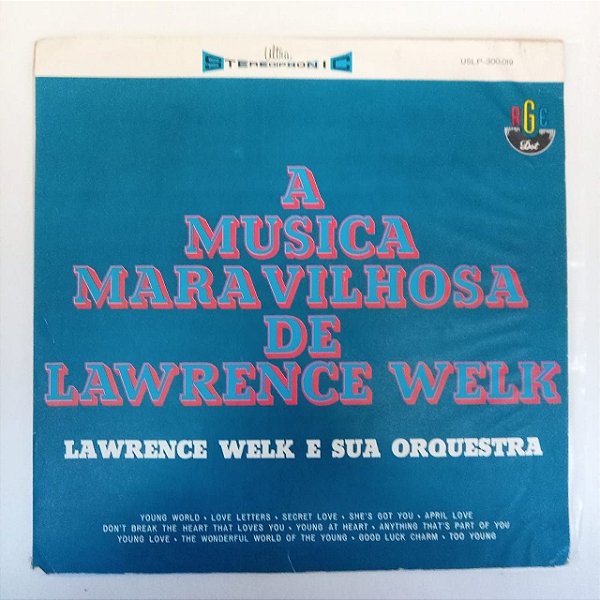 Ultra
STEREOPHONIC
USLP-300.019
RGE
Dot
A
MUSICA
MARAVILHOSA
DE
LAWRENCE WELK
LAWRENCE WELK E SUA ORQUESTRA
YOUNG WORLD • LOVE LETTERS • SECRET LOVE • SHE'S GOT YOU • APRIL LOVE
DON'T BREAK THE HEART THAT LOVES YOU • YOUNG AT HEART • ANYTHING THAT'S PART OF YOU
YOUNG LOVE • THE WONDERFUL WORLD OF THE YOUNG • GOOD LUCK CHARM • TOO YOUNG